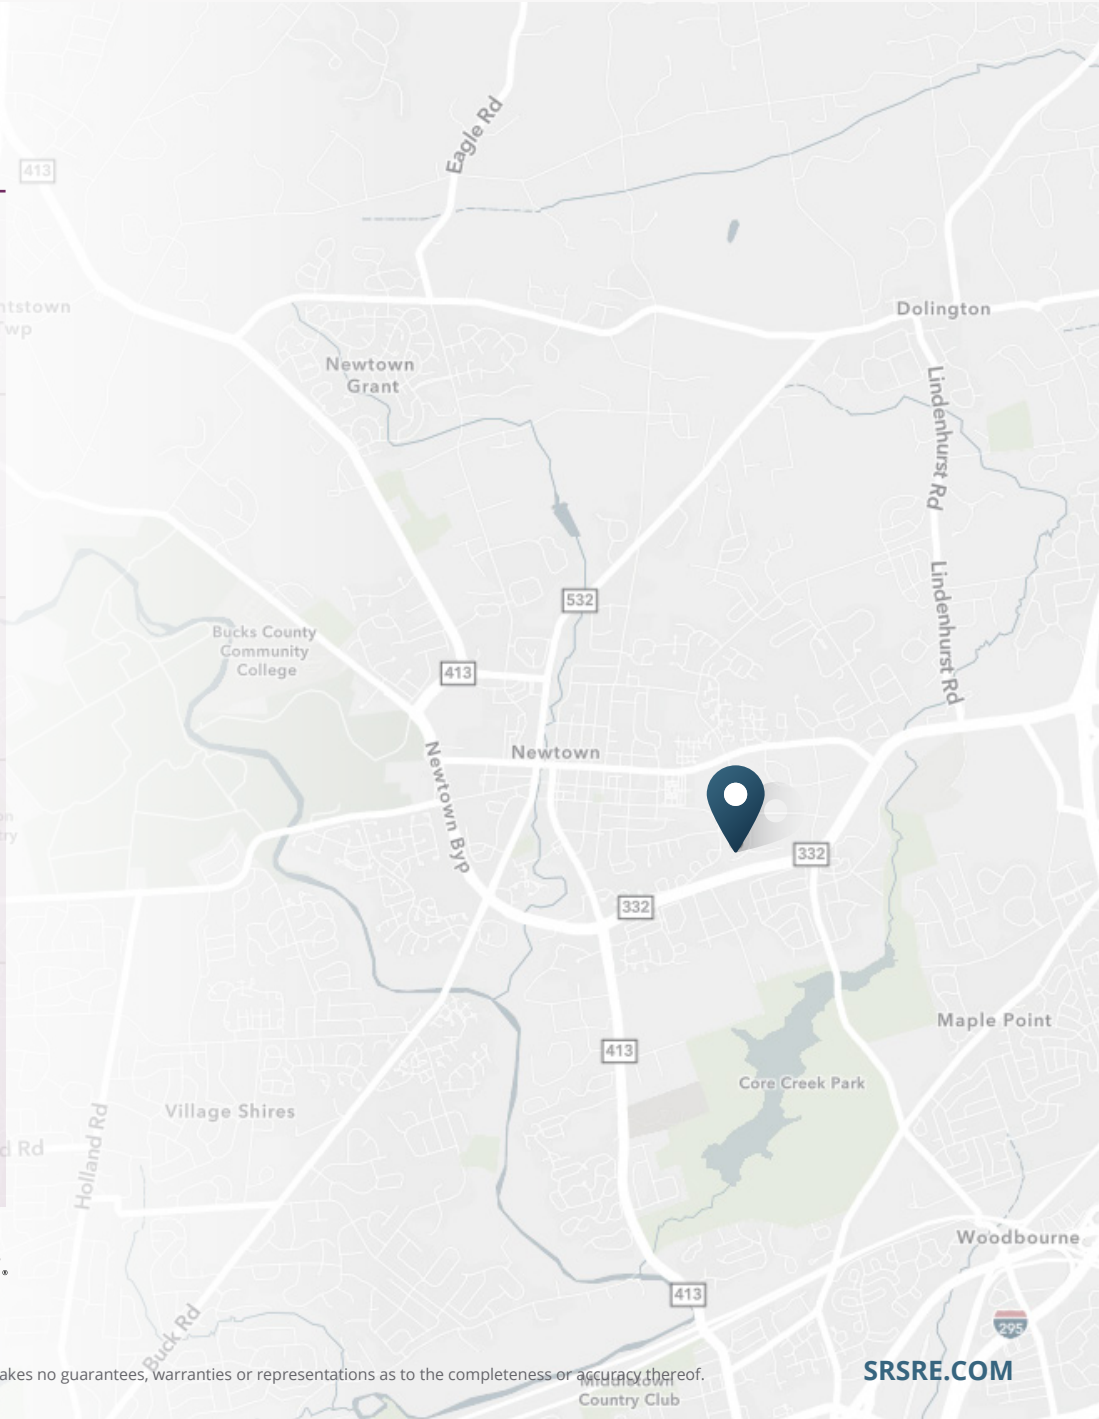 Eagle Rd
413
Dolington
ntstown
Twp
Newtown
Grant
Lindenhurst Rd
532
Lindenhurst Rd
Bucks County
Community
College
413
Newtown
Newtown Byp
332
332
Maple Point
413
Core Creek Park
Village Shires
Holland Rd
d Rd
Woodbourne
®
413
295
Buck Rd
akes no guarantees, warranties or representations as to the completeness or accuracy thereof.
SRSRE.COM
Middletown
Country Club